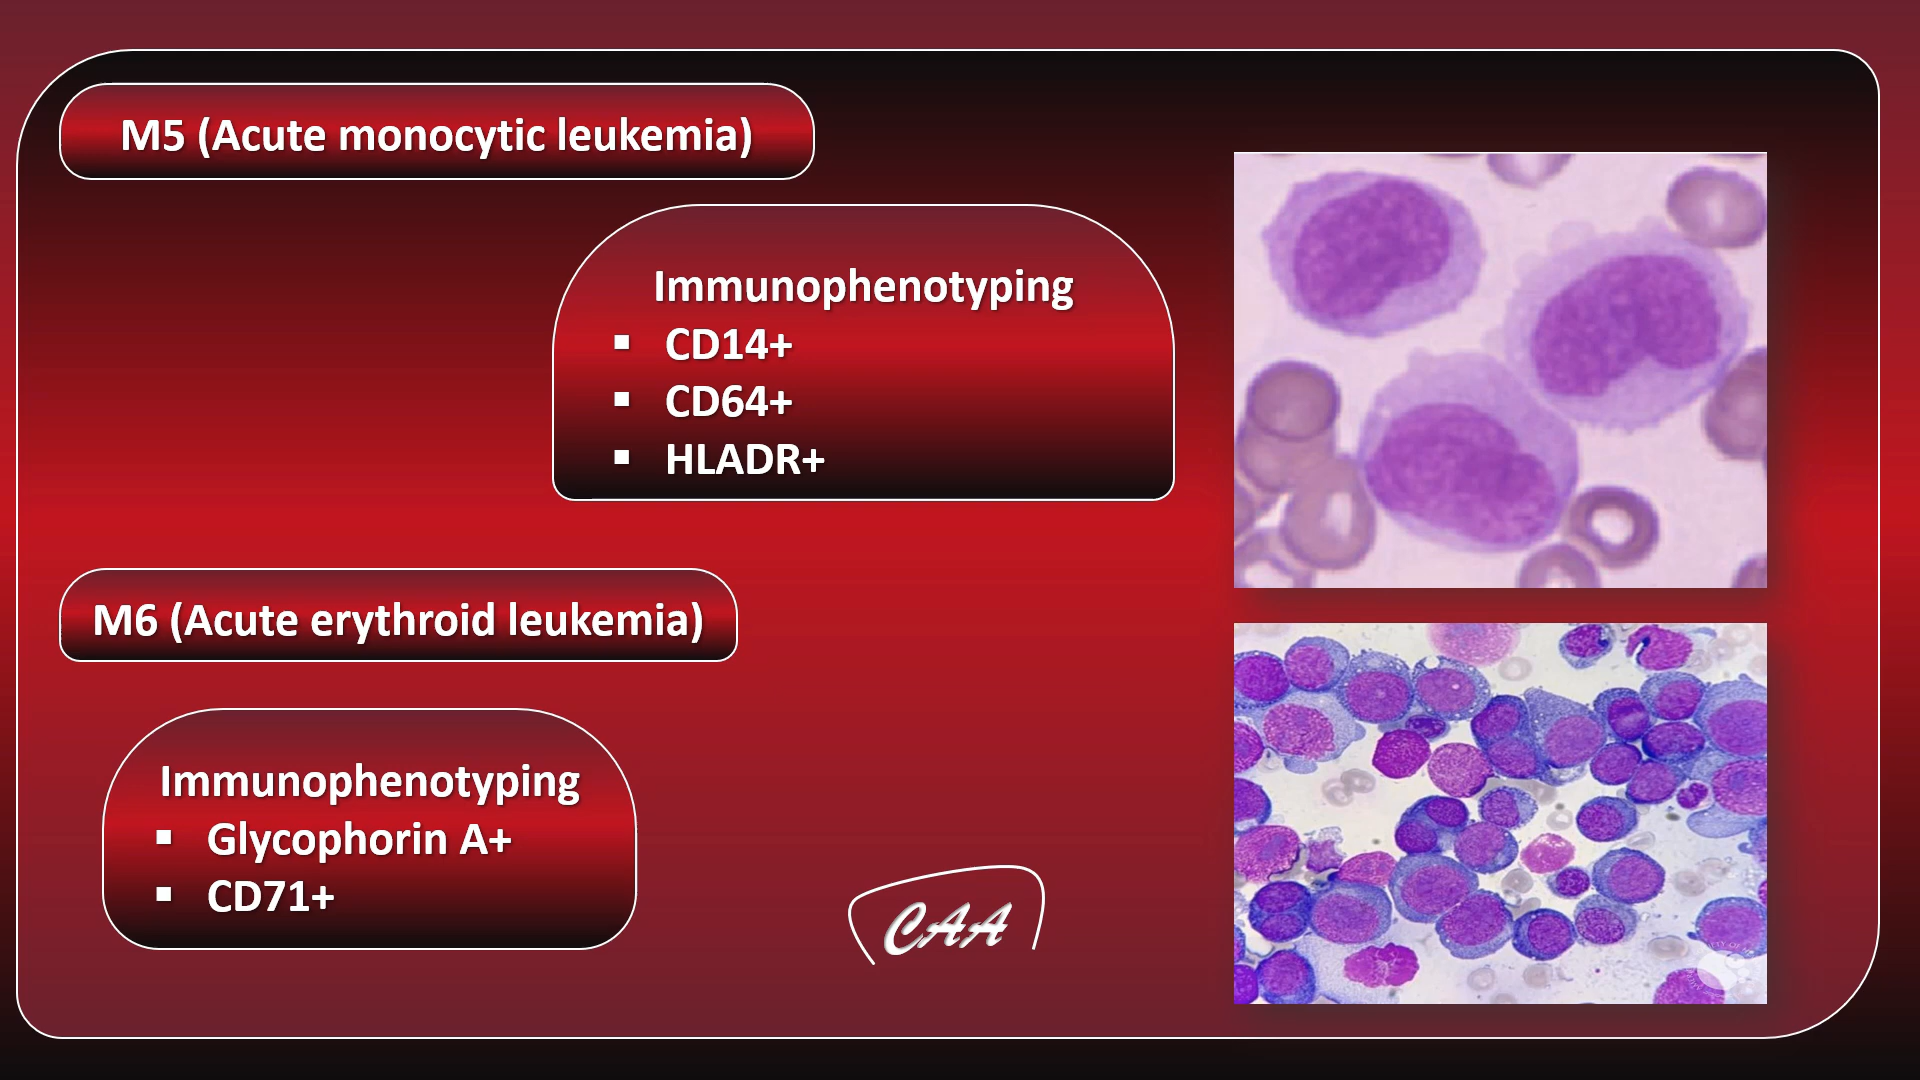 M5 (Acute monocytic leukemia)
Immunophenotyping
▪ CD14+
▪ CD64+
▪ HLADR+
M6 (Acute erythroid leukemia)
Immunophenotyping
▪ Glycophorin A+
▪ CD71+
CAA